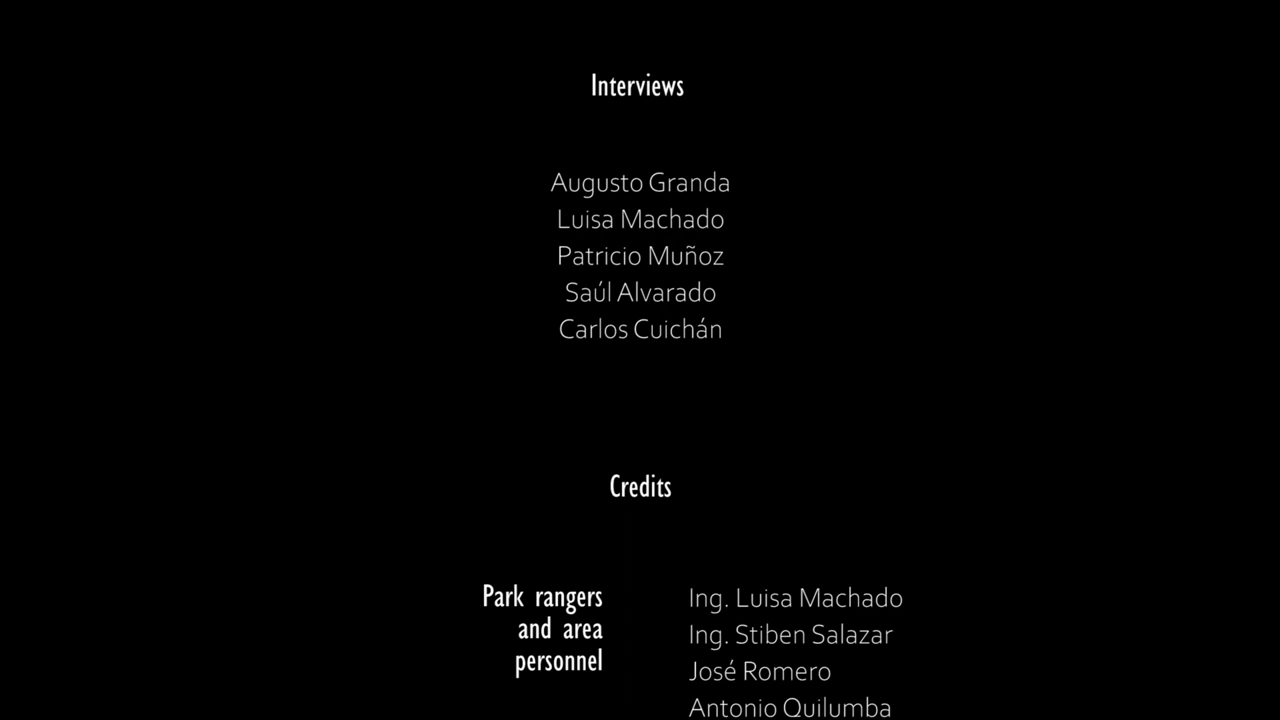 Interviews
Augusto Granda
Luisa Machado
Patricio Muñoz
Saúl Alvarado
Carlos Cuichán
Credits
Park rangers
and area
personnel
Ing. Luisa Machado
Ing. Stiben Salazar
José Romero
Antonio Quilumba